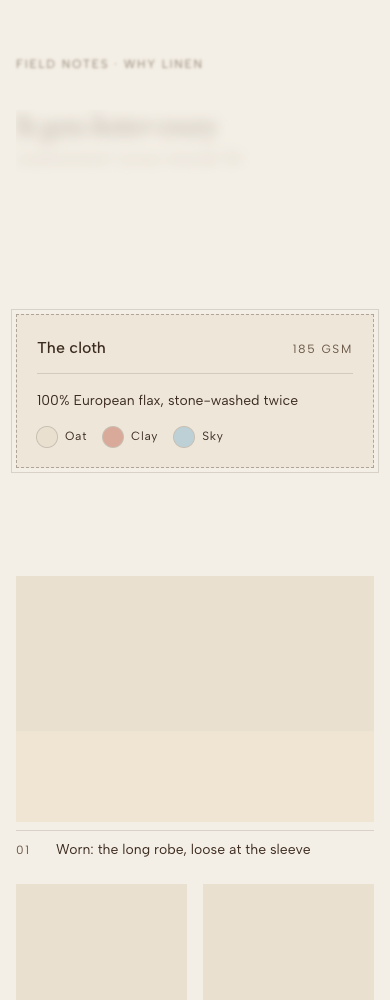 FIELD NOTES · WHY LINEN
The cloth
185 GSM
100% European flax, stone-washed twice
Oat Clay Sky
01 Worn: the long robe, loose at the sleeve